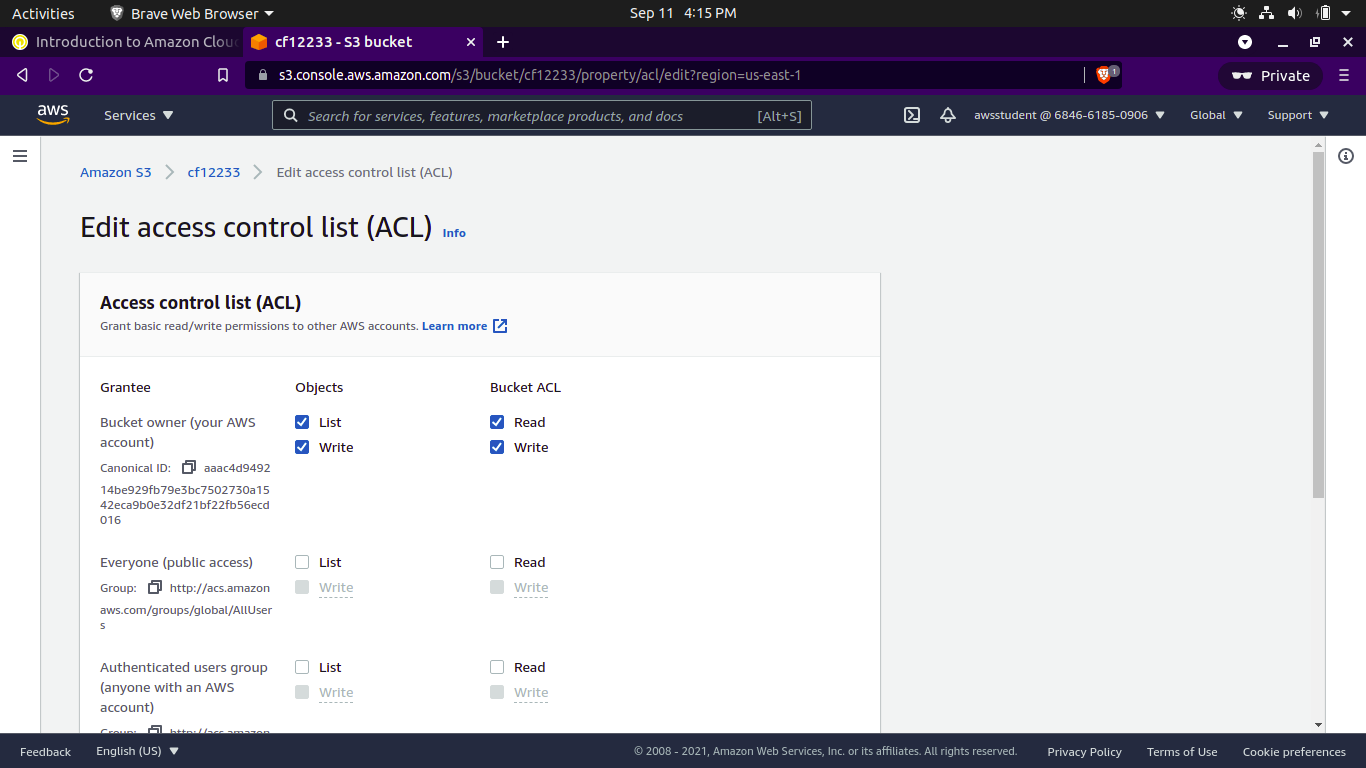 Activities
Brave Web Browser
Sep 11 4:15 PM
Introduction to Amazon Clou
cf12233 - S3 bucket
s3.console.aws.amazon.com/s3/bucket/cf12233/property/acl/edit?region=us-east-1
1
Private
aws
Services
Search for services, features, marketplace products, and docs
[Alt+S]
awsstudent @ 6846-6185-0906
Global
Support
Amazon S3
cf12233
Edit access control list (ACL)
Edit access control list (ACL)
Info
Access control list (ACL)
Grant basic read/write permissions to other AWS accounts. Learn more
Grantee
Objects
Bucket ACL
Bucket owner (your AWS
account)
Canonical ID: aaac4d9492
14be929fb79e3bc7502730a15
42eca9b0e32df21bf22fb56ecd
016
List
Write
Read
Write
Everyone (public access)
Group: http://acs.amazon
aws.com/groups/global/AllUser
s
List
Write
Read
Write
Authenticated users group
(anyone with an AWS
account)
Group: http://acs.amazon
List
Write
Read
Write
Feedback
English (US)
© 2008 - 2021, Amazon Web Services, Inc. or its affiliates. All rights reserved.
Privacy Policy
Terms of Use
Cookie preferences